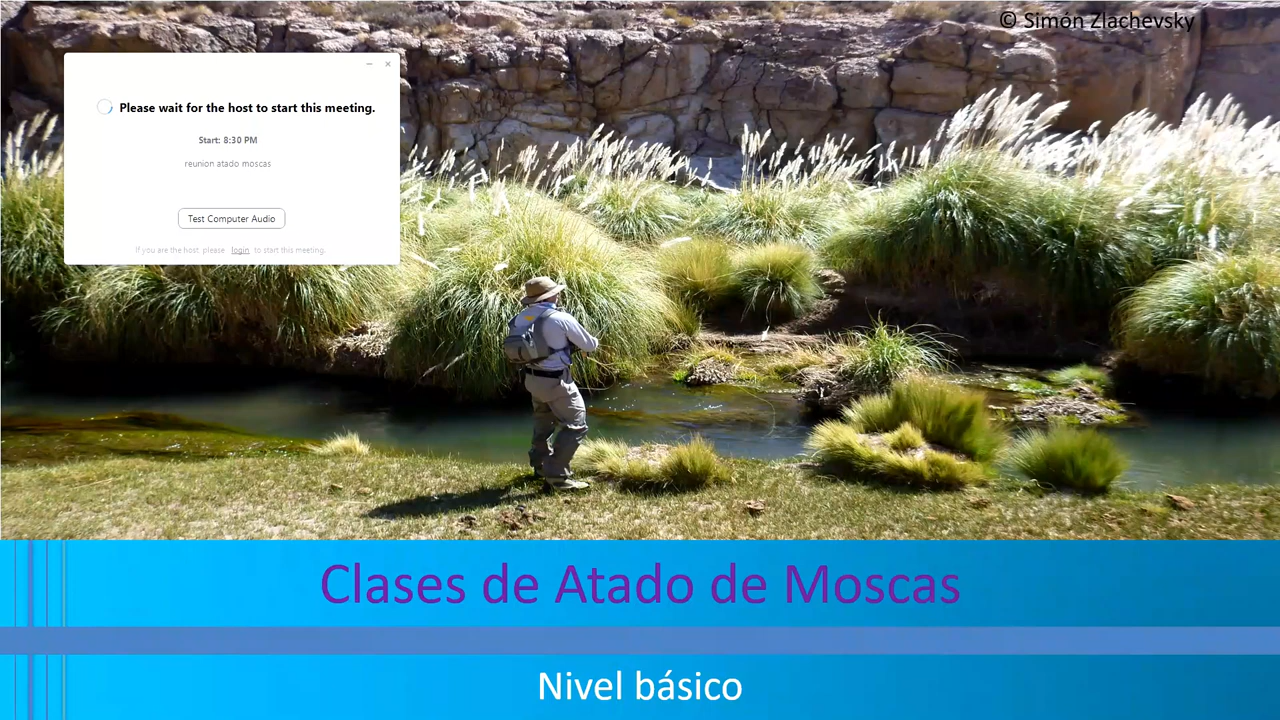 © Simón Zlachevsky
Please wait for the host to start this meeting.
Start: 8:30 PM
reunion atado moscas
Test Computer Audio
If you are the host, please login to start this meeting.
Clases de Atado de Moscas
Nivel básico